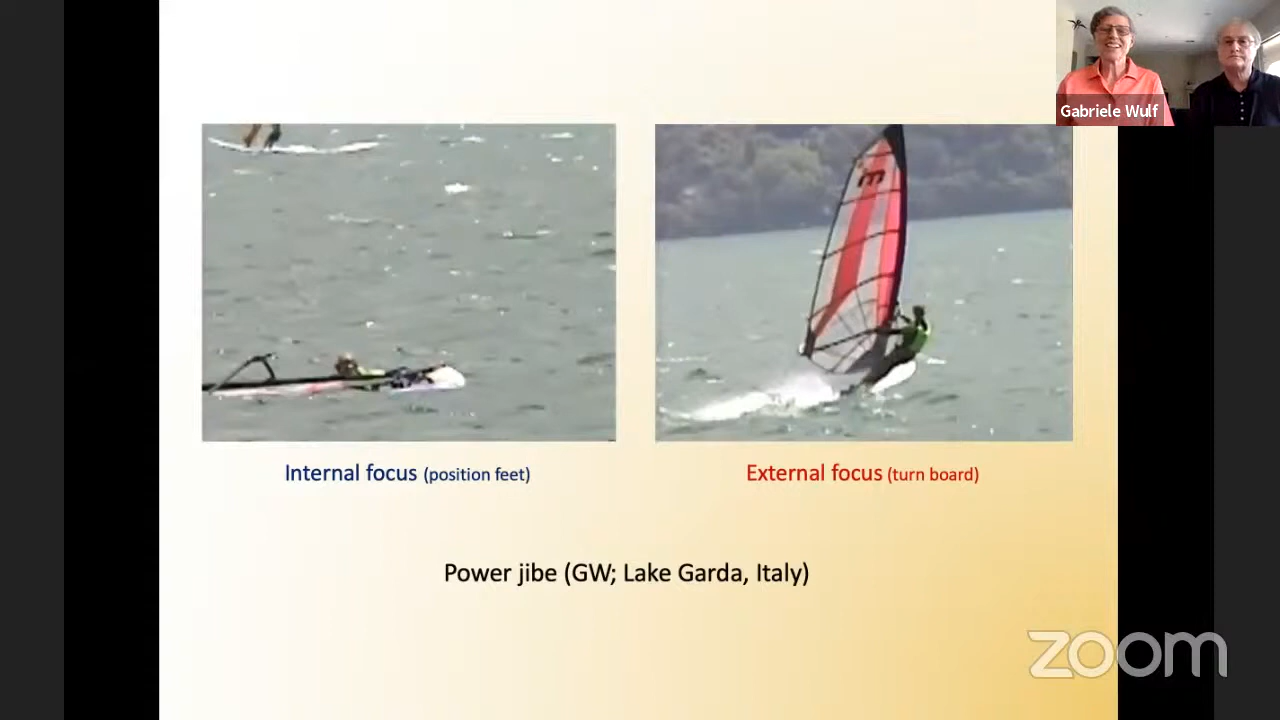 Gabriele Wulf
Internal focus (position feet)
External focus (turn board)
Power jibe (GW; Lake Garda, Italy)
zoom